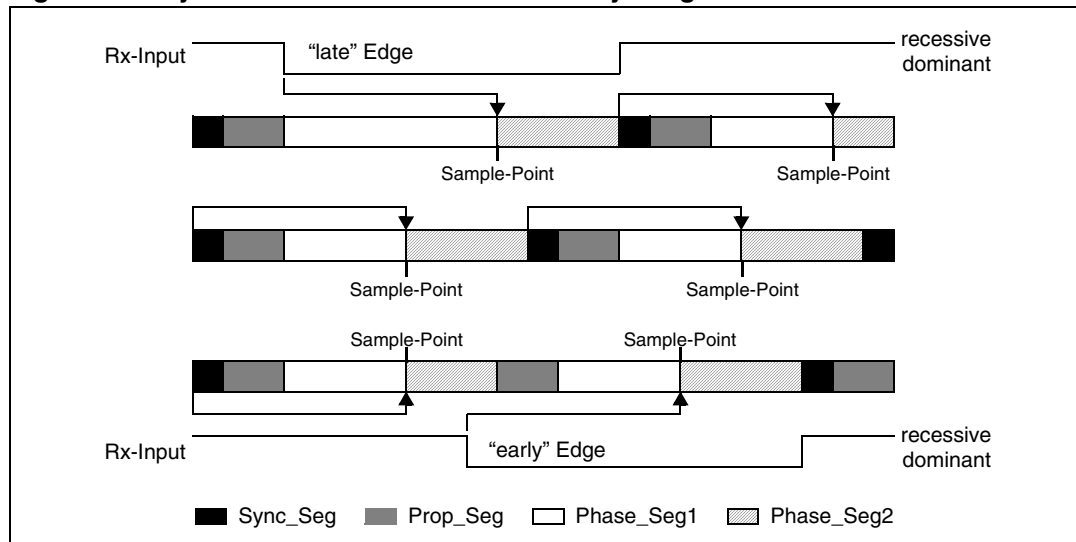 Rx-Input
“late” Edge
recessive
dominant
Sample-Point
Sample-Point
Sample-Point
Sample-Point
Sample-Point
Sample-Point
Rx-Input
“early” Edge
recessive
dominant
Sync_Seg
Prop_Seg
Phase_Seg1
Phase_Seg2